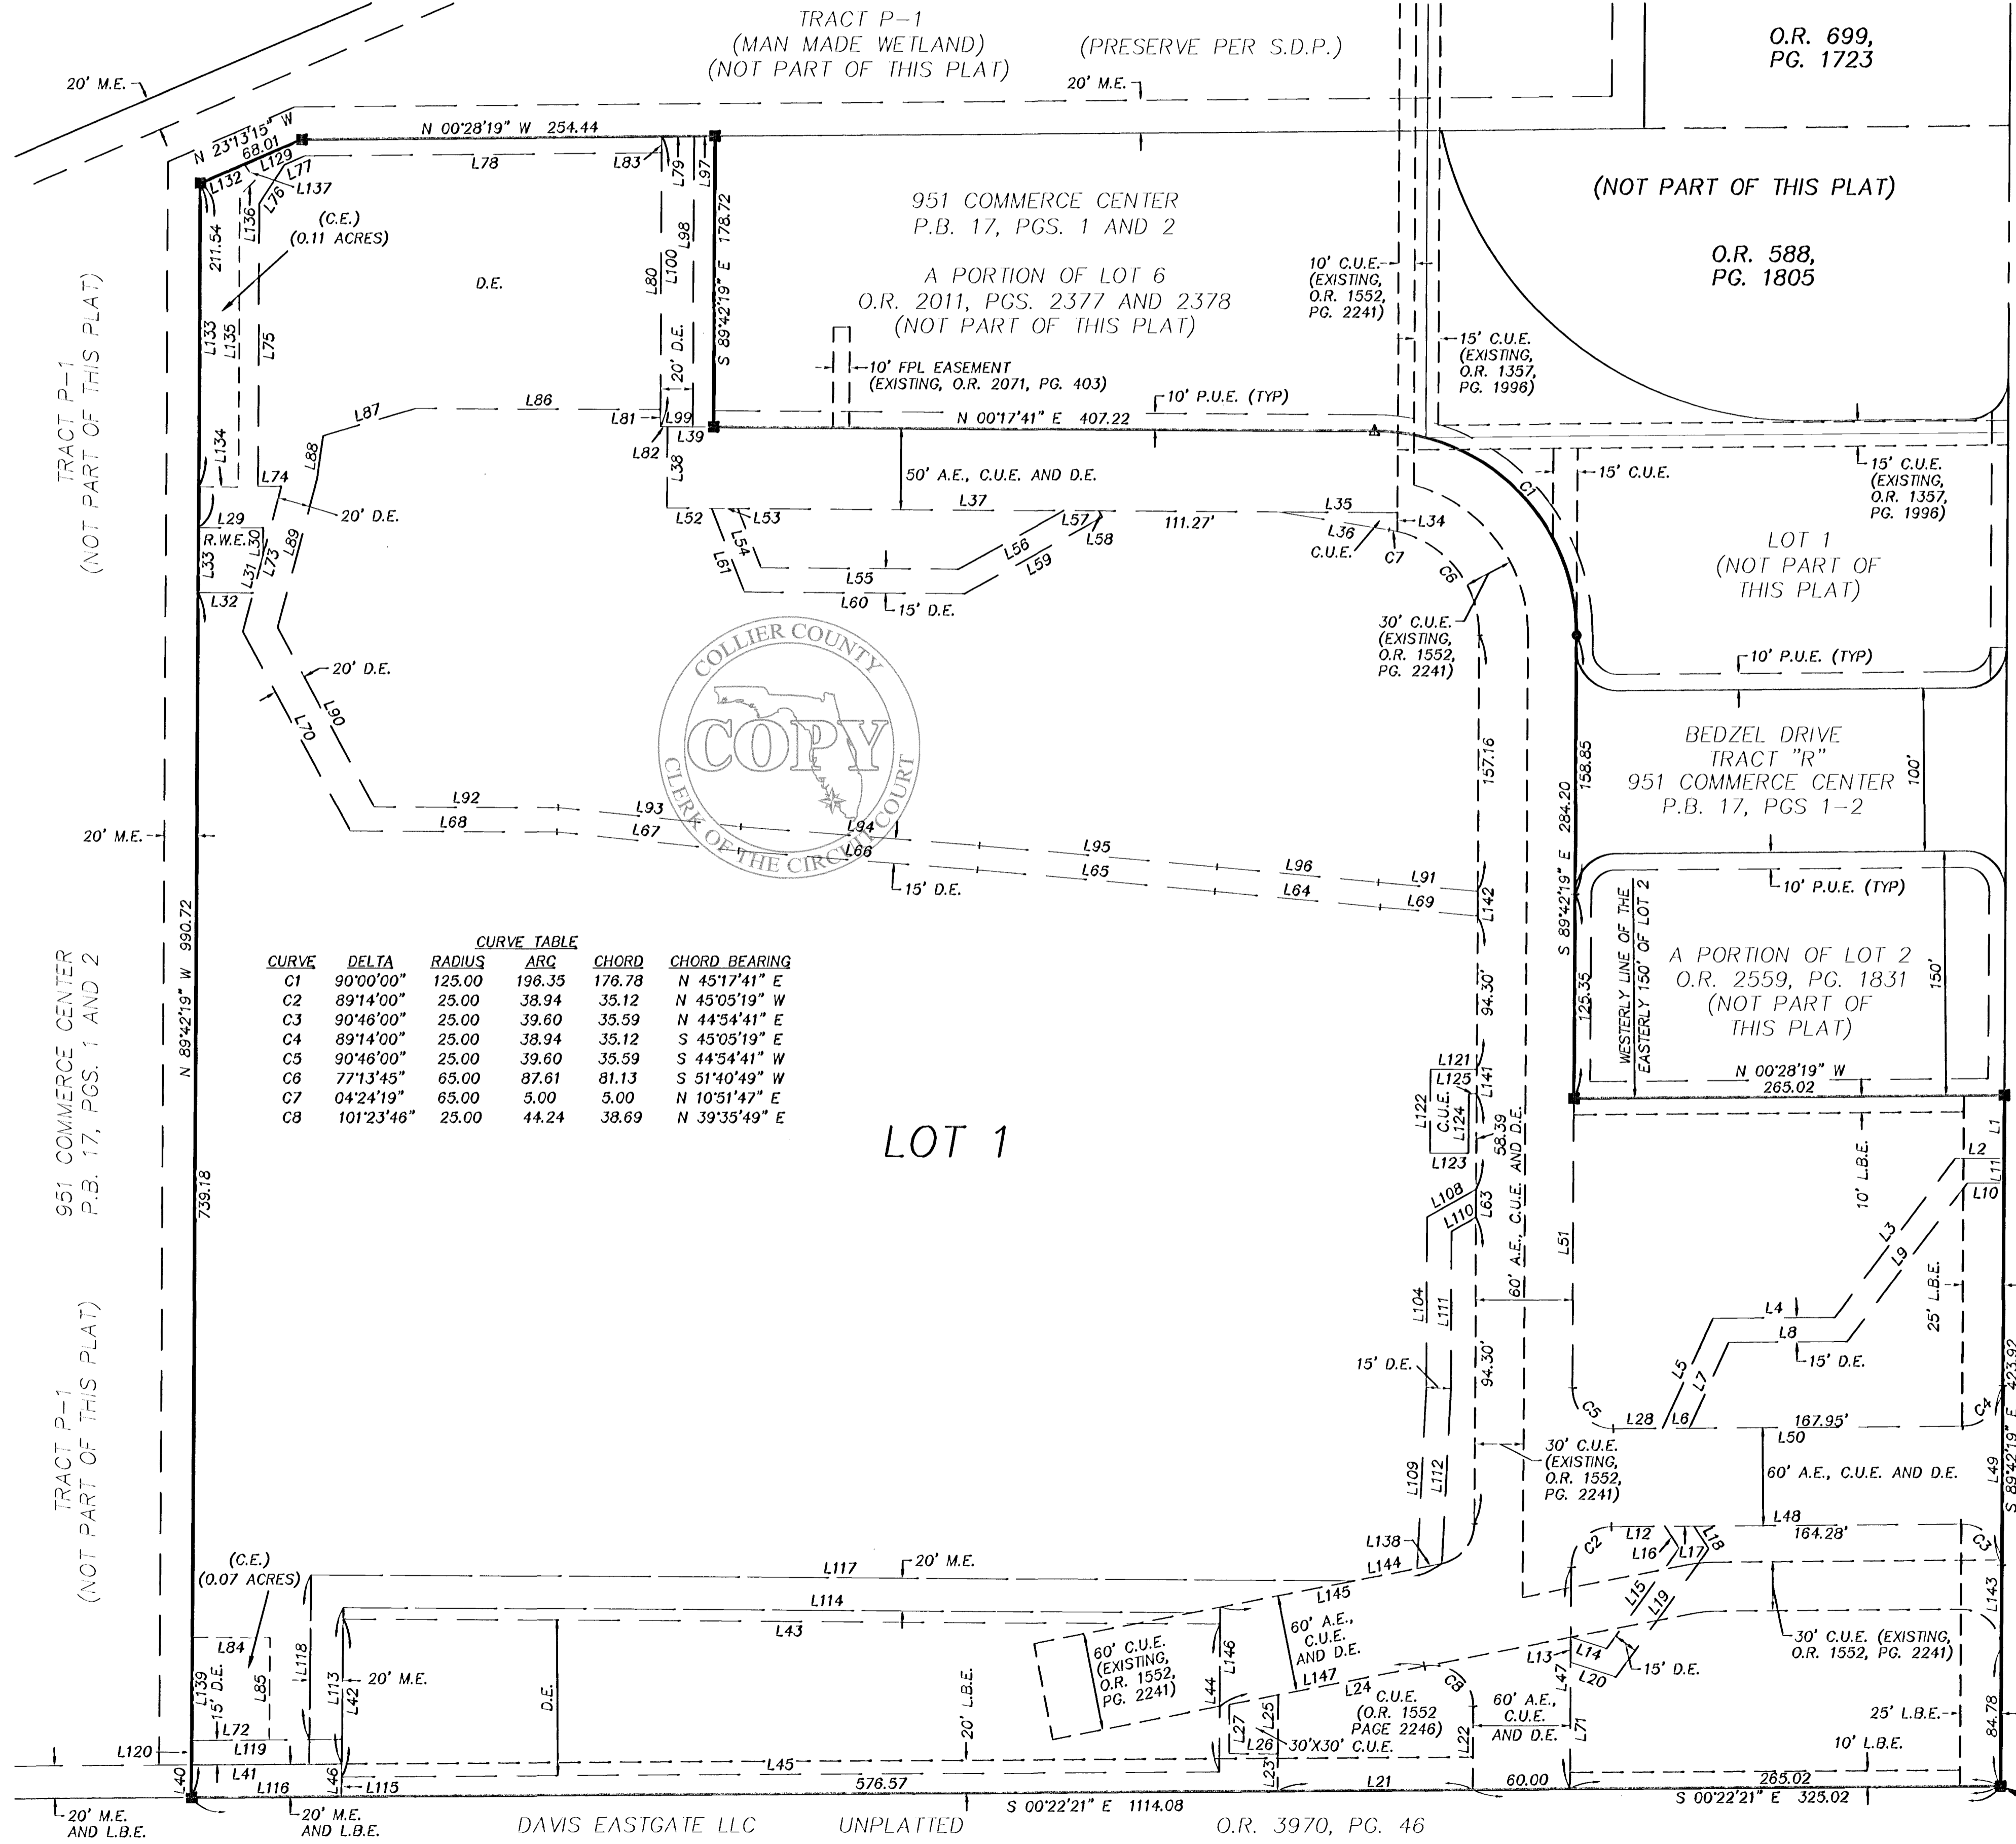 TRACT P-1
(MAN MADE WETLAND)
(NOT PART OF THIS PLAT)
(PRESERVE PER S.D.P.)
20' M.E.
20' M.E.
O.R. 699,
PG. 1723
N 23°13'15" W
68.01
L129
L132
L77
L76
L137
L136
N 00°28'19" W 254.44
L78
L83
L79
L97
178.72
S 89°42'19" E
L98
L100
L80
20' D.E.
(C.E.)
(0.11 ACRES)
211.54
L133
L135
L75
D.E.
951 COMMERCE CENTER
P.B. 17, PGS. 1 AND 2
A PORTION OF LOT 6
O.R. 2011, PGS. 2377 AND 2378
(NOT PART OF THIS PLAT)
10' FPL EASEMENT
(EXISTING, O.R. 2071, PG. 403)
10' C.U.E.
(EXISTING,
O.R. 1552,
PG. 2241)
15' C.U.E.
(EXISTING,
O.R. 1357,
PG. 1996)
(NOT PART OF THIS PLAT)
O.R. 588,
PG. 1805
TRACT P-1
(NOT PART OF THIS PLAT)
L87
L86
L81
L99
L39
L82
L38
L88
L134
L74
20' D.E.
L29
R.W.E.
L30
L31
L73
L89
L33
L32
10' P.U.E. (TYP)
N 00°17'41" E 407.22
50' A.E., C.U.E. AND D.E.
L37
L52
L53
L54
L61
L55
L60
15' D.E.
L56
L57
L58
L59
111.27'
L35
L34
L36
C.U.E.
C7
C6
C1
15' C.U.E.
15' C.U.E.
(EXISTING,
O.R. 1357,
PG. 1996)
LOT 1
(NOT PART OF
THIS PLAT)
30' C.U.E.
(EXISTING,
O.R. 1552,
PG. 2241)
10' P.U.E. (TYP)
20' D.E.
L70
L90
COLLIER COUNTY
COPY
CLERK OF THE CIRCUIT COURT
157.16
158.85
S 89°42'19" E 284.20
BEDZEL DRIVE
TRACT "R"
951 COMMERCE CENTER
P.B. 17, PGS 1-2
100'
20' M.E.
L92
L93
L94
L95
L96
L91
L68
L67
L66
L65
L64
L69
15' D.E.
L142
10' P.U.E. (TYP)
WESTERLY LINE OF THE
EASTERLY 150' OF LOT 2
A PORTION OF LOT 2
O.R. 2559, PG. 1831
(NOT PART OF
THIS PLAT)
150'
N 00°28'19" W
265.02
125.35
N 89°42'19" W 990.72
951 COMMERCE CENTER
P.B. 17, PGS. 1 AND 2
CURVE TABLE
CURVE DELTA RADIUS ARC CHORD CHORD BEARING
C1 90°00'00" 125.00 196.35 176.78 N 45°17'41" E
C2 89°14'00" 25.00 38.94 35.12 N 45°05'19" W
C3 90°46'00" 25.00 39.60 35.59 N 44°54'41" E
C4 89°14'00" 25.00 38.94 35.12 S 45°05'19" E
C5 90°46'00" 25.00 39.60 35.59 S 44°54'41" W
C6 77°13'45" 65.00 87.61 81.13 S 51°40'49" W
C7 04°24'19" 65.00 5.00 5.00 N 10°51'47" E
C8 101°23'46" 25.00 44.24 38.69 N 39°35'49" E
LOT 1
94.30'
L121
L125
L141
L122
C.U.E.
L124
L123
58.39
L108
L110
L63
60' A.E., C.U.E. AND D.E.
L51
10' L.B.E.
L1
L2
L11
L10
L3
L9
25' L.B.E.
L4
L8
15' D.E.
L5
L7
739.18
L104
L111
15' D.E.
94.30'
L109
L112
C5
L28
L6
167.95'
L50
C4
S 89°42'19" E 423.92
L49
60' A.E., C.U.E. AND D.E.
30' C.U.E.
(EXISTING,
O.R. 1552,
PG. 2241)
TRACT P-1
(NOT PART OF THIS PLAT)
L48
164.28'
L12
L16
L17
L18
C2
C3
L138
L144
L145
L15
L19
L143
(C.E.)
(0.07 ACRES)
L117
20' M.E.
L114
L43
L84
L118
L139
15' D.E.
L85
L113
L42
20' M.E.
D.E.
20' L.B.E.
60' C.U.E.
(EXISTING,
O.R. 1552,
PG. 2241)
L146
L44
60' A.E.,
C.U.E.
AND D.E.
L147
L24
C.U.E.
(O.R. 1552
PAGE 2246)
C8
L13
L14
L20
15' D.E.
30' C.U.E. (EXISTING,
O.R. 1552, PG. 2241)
L47
L71
60' A.E.,
C.U.E.
AND D.E.
L22
L27
L25
L26
30'X30' C.U.E.
L23
25' L.B.E.
10' L.B.E.
84.78
L72
L120
L119
L41
L40
L116
L46
L115
L45
576.57
L21
60.00
265.02
S 00°22'21" E 1114.08
S 00°22'21" E 325.02
20' M.E.
AND L.B.E.
20' M.E.
AND L.B.E.
DAVIS EASTGATE LLC
UNPLATTED
O.R. 3970, PG. 46